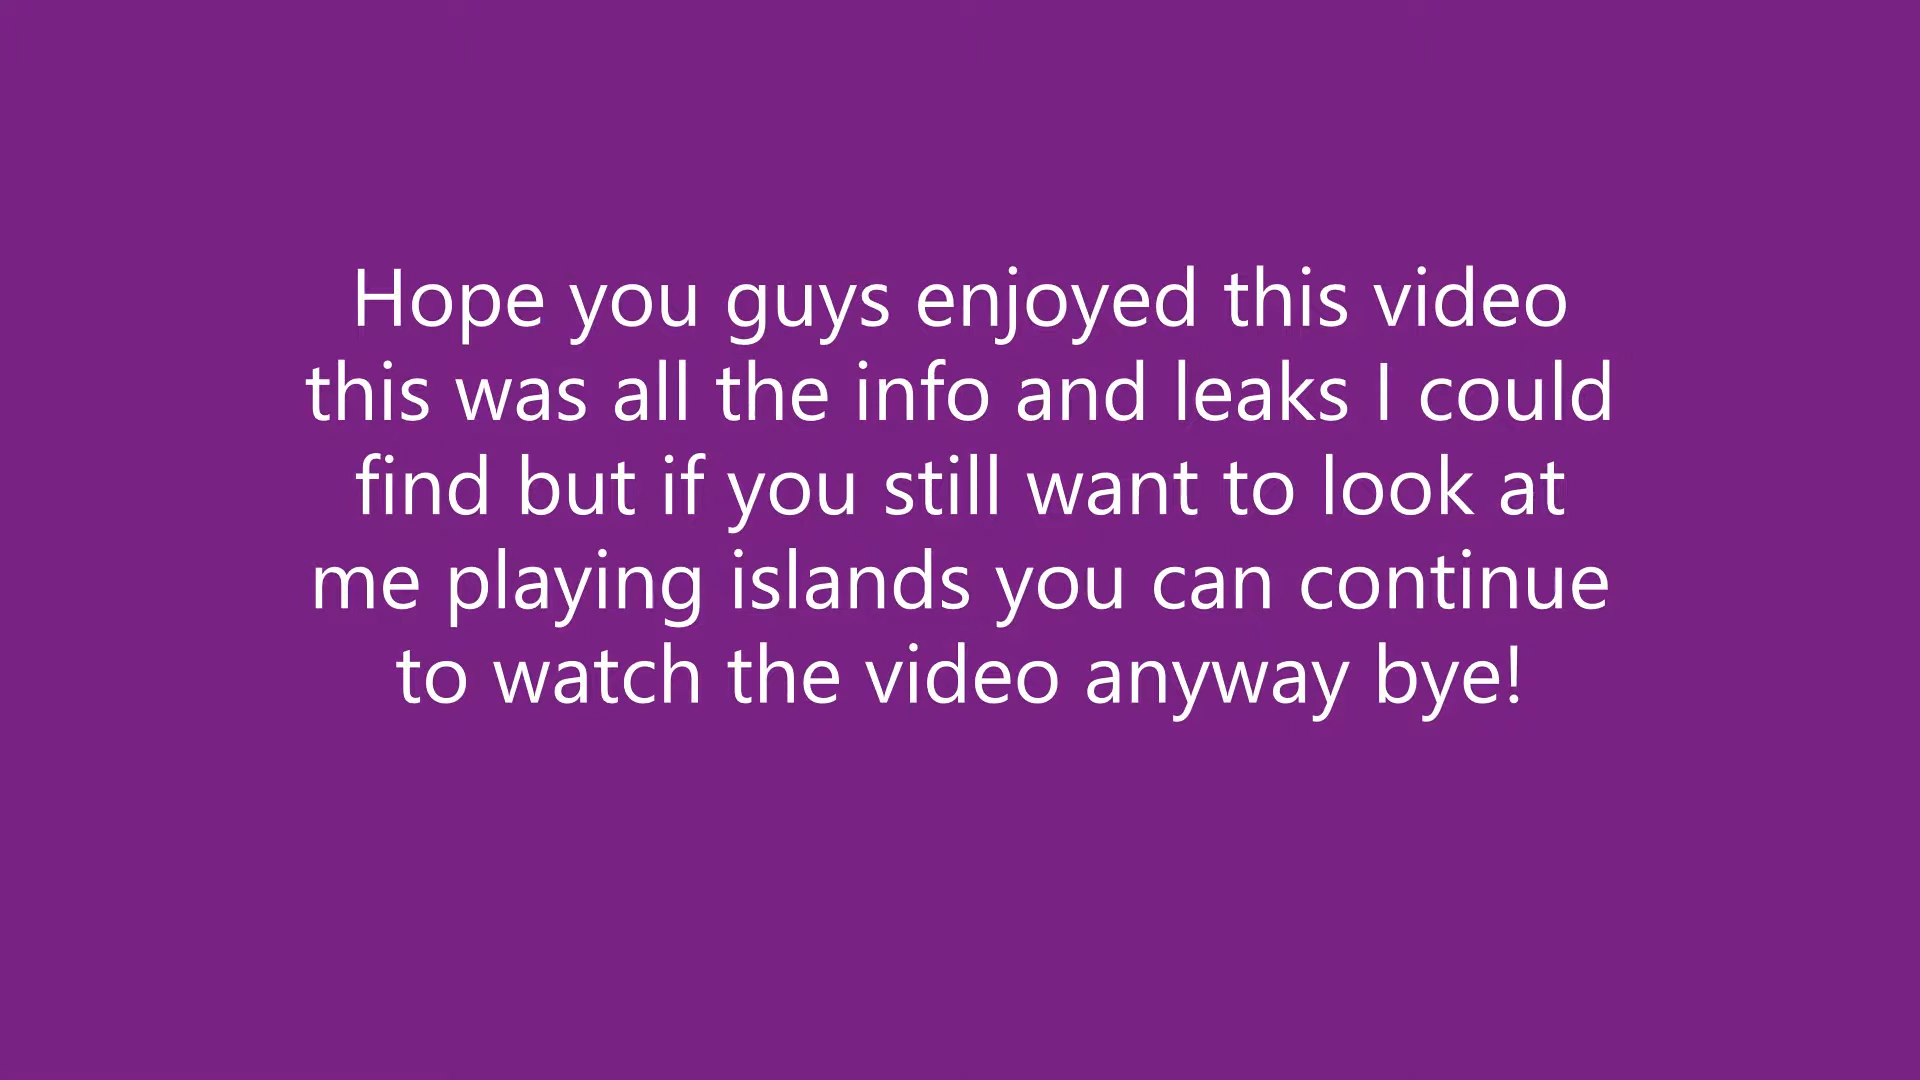 Hope you guys enjoyed this video
this was all the info and leaks I could
find but if you still want to look at
me playing islands you can continue
to watch the video anyway bye!